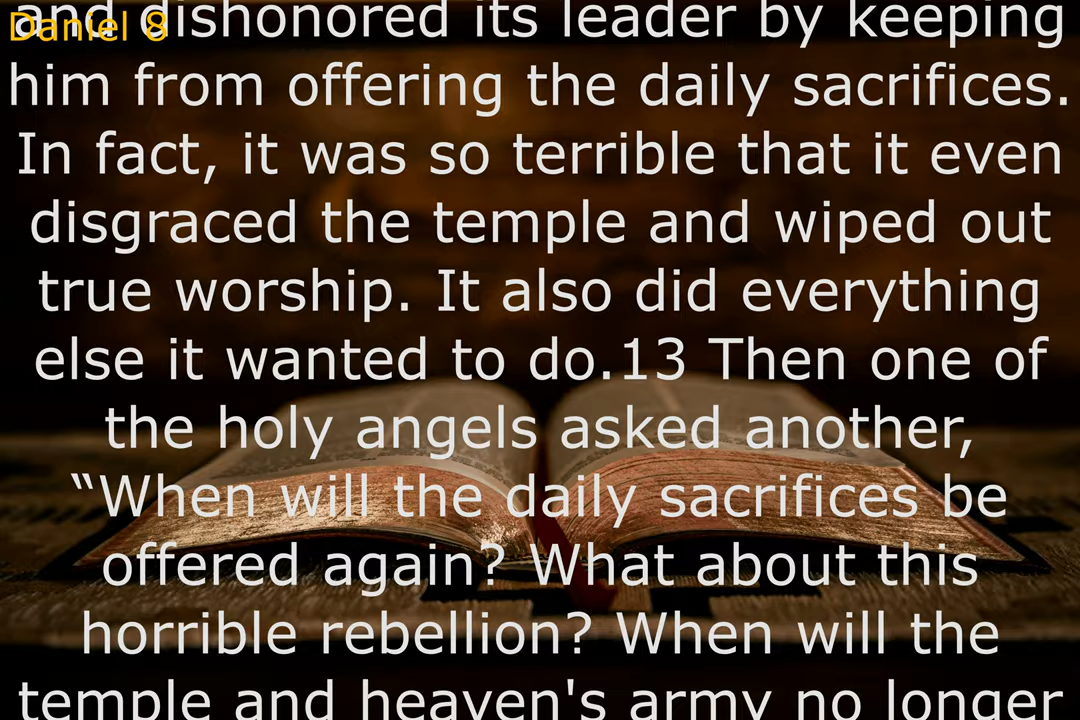 Daniel 8
and dishonored its leader by keeping
him from offering the daily sacrifices.
In fact, it was so terrible that it even
disgraced the temple and wiped out
true worship. It also did everything
else it wanted to do.13 Then one of
the holy angels asked another,
“When will the daily sacrifices be
offered again? What about this
horrible rebellion? When will the
temple and heaven's army no longer